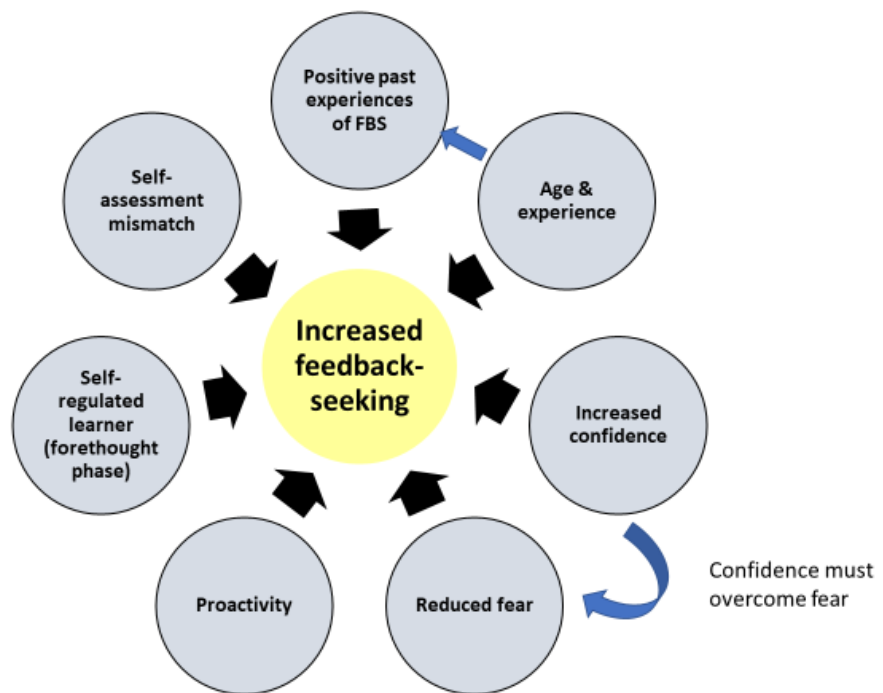 Positive past
experiences
of FBS
Self-
assessment
mismatch
Age &
experience
Increased
feedback-
seeking
Self-
regulated
learner
(forethought
phase)
Increased
confidence
Proactivity
Reduced fear
Confidence must
overcome fear